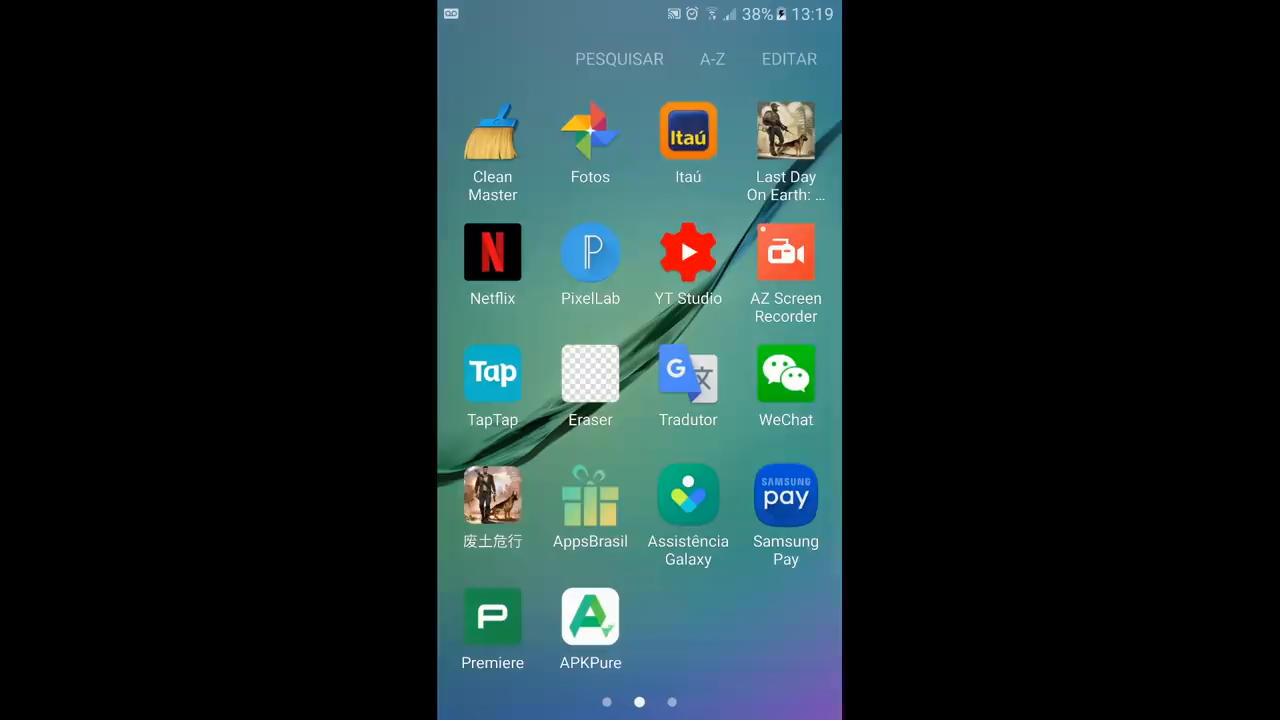 38% 13:19
PESQUISAR A-Z EDITAR
Clean
Master
Fotos
Itaú
Itaú
Last Day
On Earth: ...
N
Netflix
P
PixelLab
YT Studio
AZ Screen
Recorder
Tap
TapTap
Eraser
G 文
Tradutor
WeChat
废土危行
AppsBrasil
Assistência
Galaxy
SAMSUNG
pay
Samsung
Pay
P
Premiere
A
APKPure